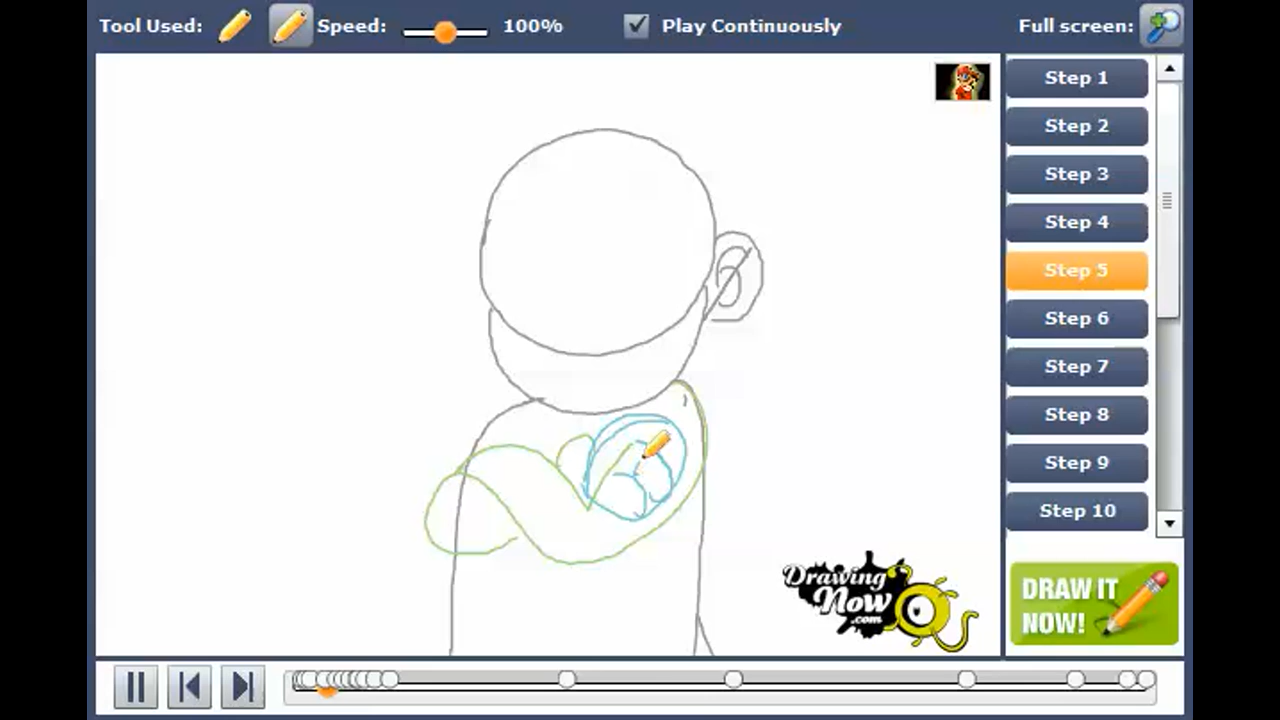 Tool Used:
Speed:
100%
Play Continuously
Full screen:
Step 1
Step 2
Step 3
Step 4
Step 5
Step 6
Step 7
Step 8
Step 9
Step 10
Drawing
Now
.com
DRAW IT
NOW!